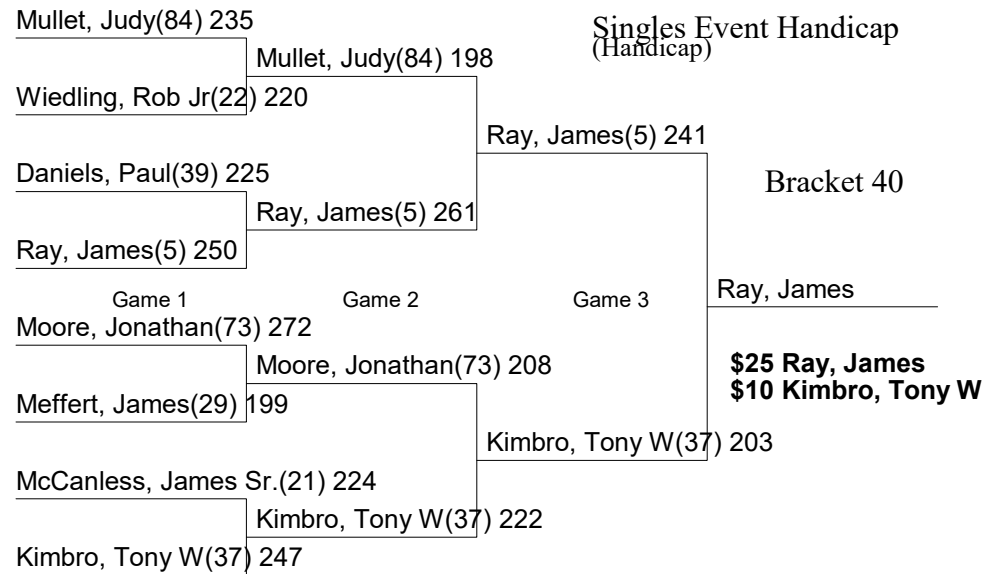 Mullet, Judy(84) 235
Singles Event Handicap
(Handicap)
Mullet, Judy(84) 198
Wiedling, Rob Jr(22) 220
Ray, James(5) 241
Daniels, Paul(39) 225
Bracket 40
Ray, James(5) 261
Ray, James(5) 250
Game 1
Game 2
Game 3
Ray, James
Moore, Jonathan(73) 272
Moore, Jonathan(73) 208
$25 Ray, James
$10 Kimbro, Tony W
Meffert, James(29) 199
Kimbro, Tony W(37) 203
McCanless, James Sr.(21) 224
Kimbro, Tony W(37) 222
Kimbro, Tony W(37) 247